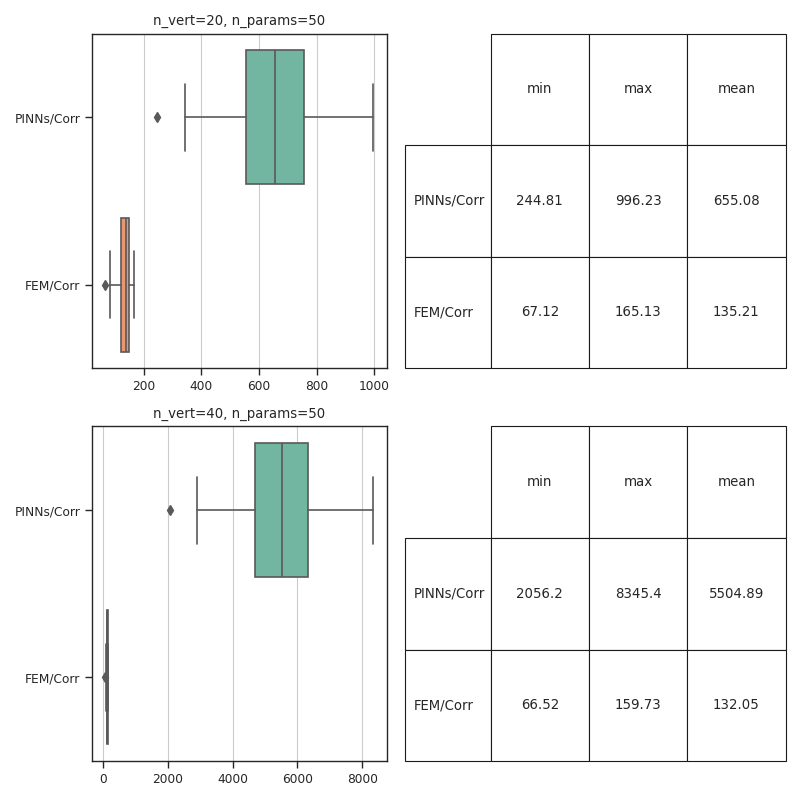 n_vert=20, n_params=50
PINNs/Corr
FEM/Corr
200 400 600 800 1000
min max mean
PINNs/Corr 244.81 996.23 655.08
FEM/Corr 67.12 165.13 135.21
n_vert=40, n_params=50
PINNs/Corr
FEM/Corr
0 2000 4000 6000 8000
min max mean
PINNs/Corr 2056.2 8345.4 5504.89
FEM/Corr 66.52 159.73 132.05